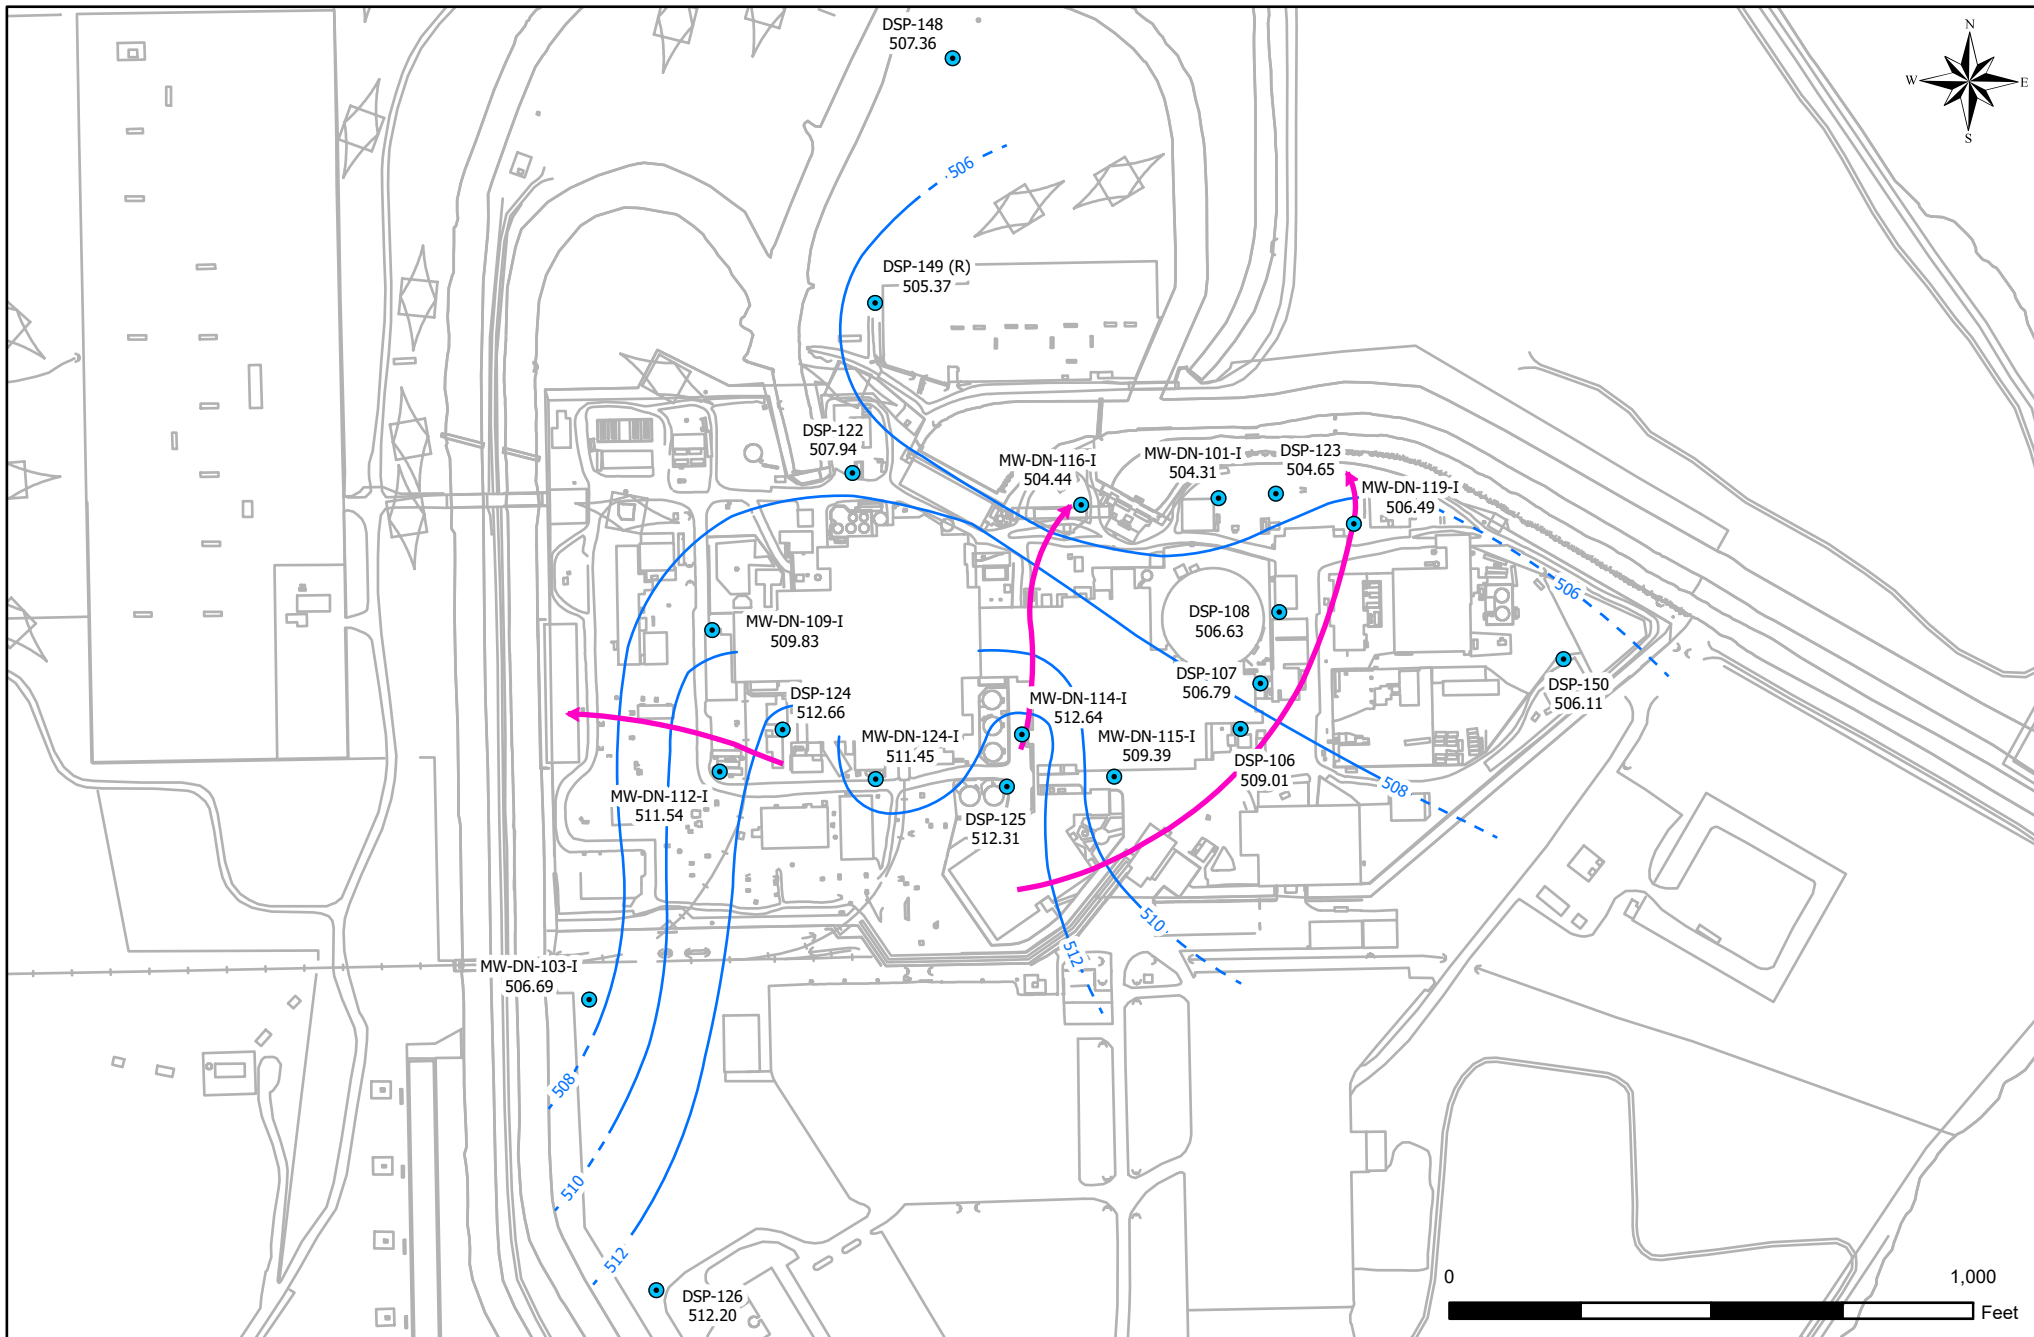 DSP-148
507.36
N
W
E
S
506
DSP-149 (R)
505.37
DSP-122
507.94
MW-DN-116-I
504.44
MW-DN-101-I
504.31
DSP-123
504.65
MW-DN-119-I
506.49
506
MW-DN-109-I
509.83
DSP-108
506.63
DSP-124
512.66
MW-DN-114-I
512.64
DSP-107
506.79
DSP-150
506.11
MW-DN-124-I
511.45
MW-DN-115-I
509.39
DSP-106
509.01
508
MW-DN-112-I
511.54
DSP-125
512.31
510
512
MW-DN-103-I
506.69
508
510
512
DSP-126
512.20
0
1,000
Feet